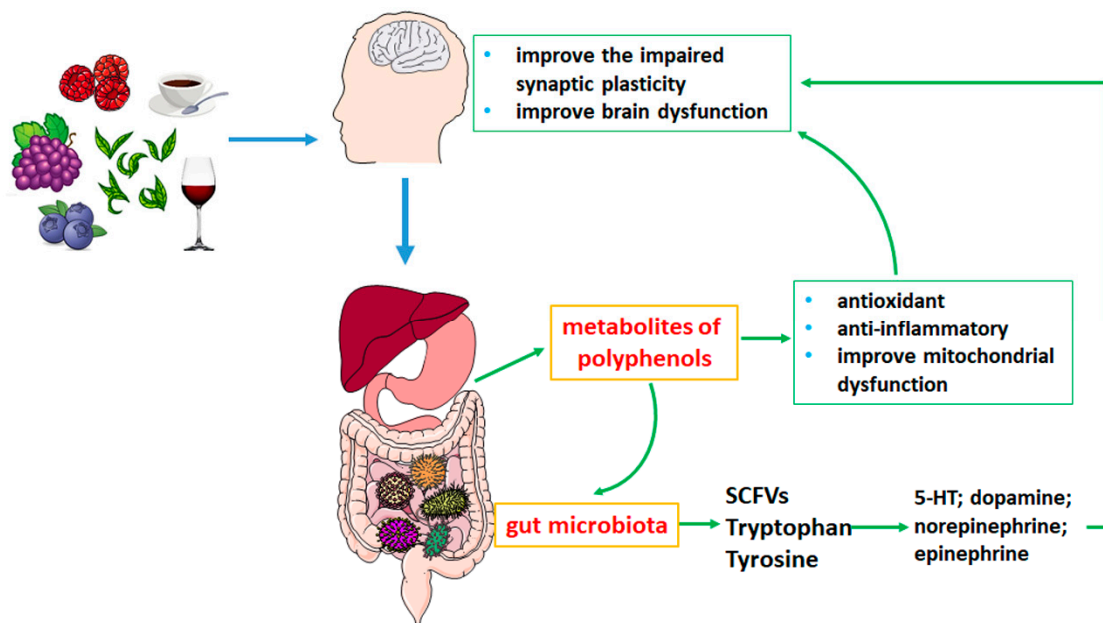 improve the impaired
synaptic plasticity
improve brain dysfunction
metabolites of
polyphenols
antioxidant
anti-inflammatory
improve mitochondrial
dysfunction
gut microbiota
SCFVs
Tryptophan
Tyrosine
5-HT; dopamine;
norepinephrine;
epinephrine